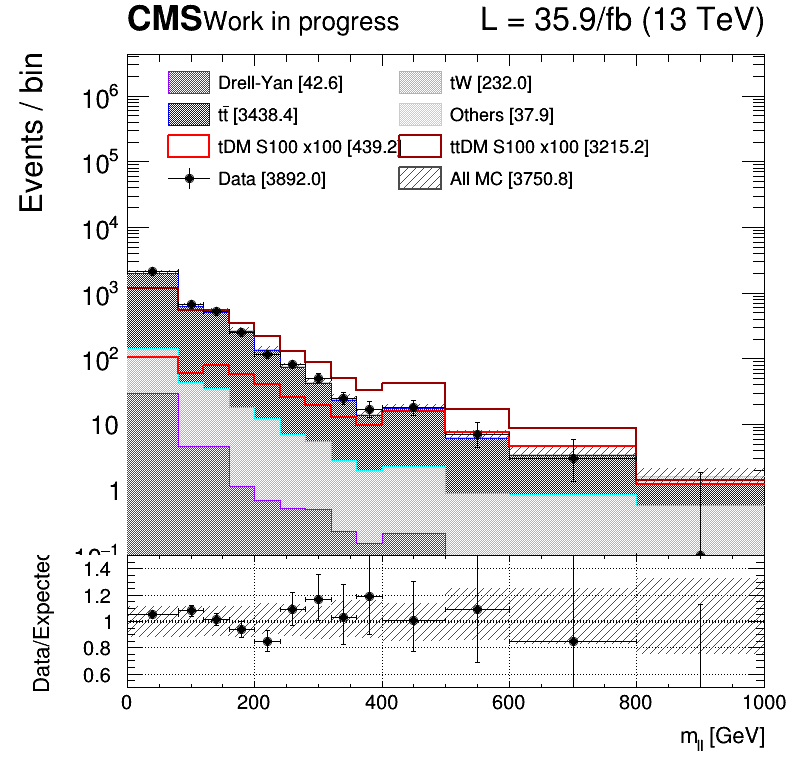 CMS Work in progress L = 35.9/fb (13 TeV)
Events / bin
Drell-Yan [42.6] tW [232.0]
tt̄ [3438.4] Others [37.9]
tDM S100 x100 [439.2] ttDM S100 x100 [3215.2]
Data [3892.0] All MC [3750.8]
10⁶
10⁵
10⁴
10³
10²
10
1
10⁻¹
Data/Expected
1.4
1.2
1.0
0.8
0.6
0 200 400 600 800 1000
m_ll [GeV]